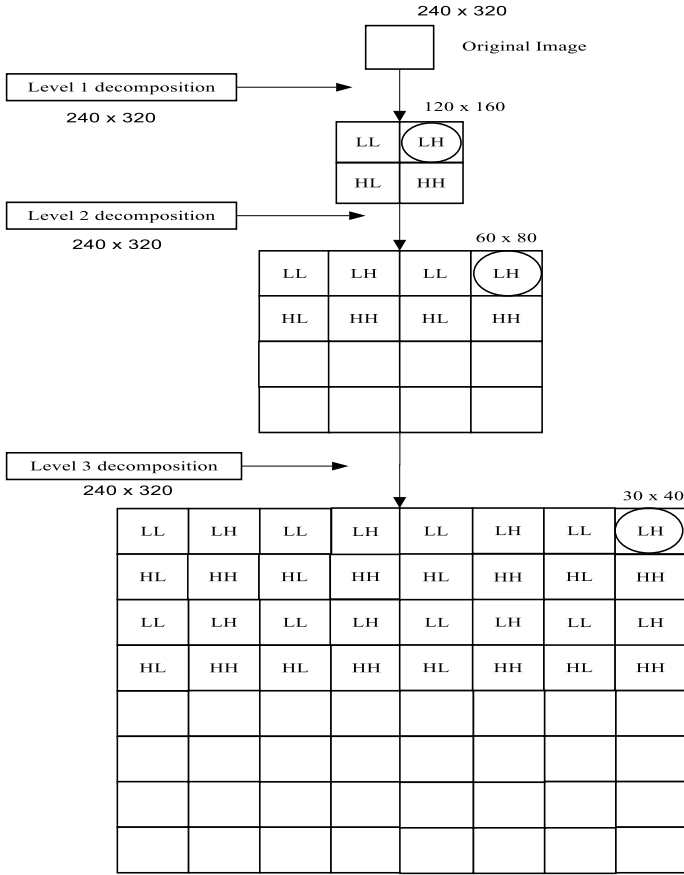 240 x 320
Original Image
Level 1 decomposition
240 x 320
120 x 160
LL LH
HL HH
Level 2 decomposition
240 x 320
60 x 80
LL LH LL LH
HL HH HL HH
Level 3 decomposition
240 x 320
30 x 40
LL LH LL LH LL LH LL LH
HL HH HL HH HL HH HL HH
LL LH LL LH LL LH LL LH
HL HH HL HH HL HH HL HH